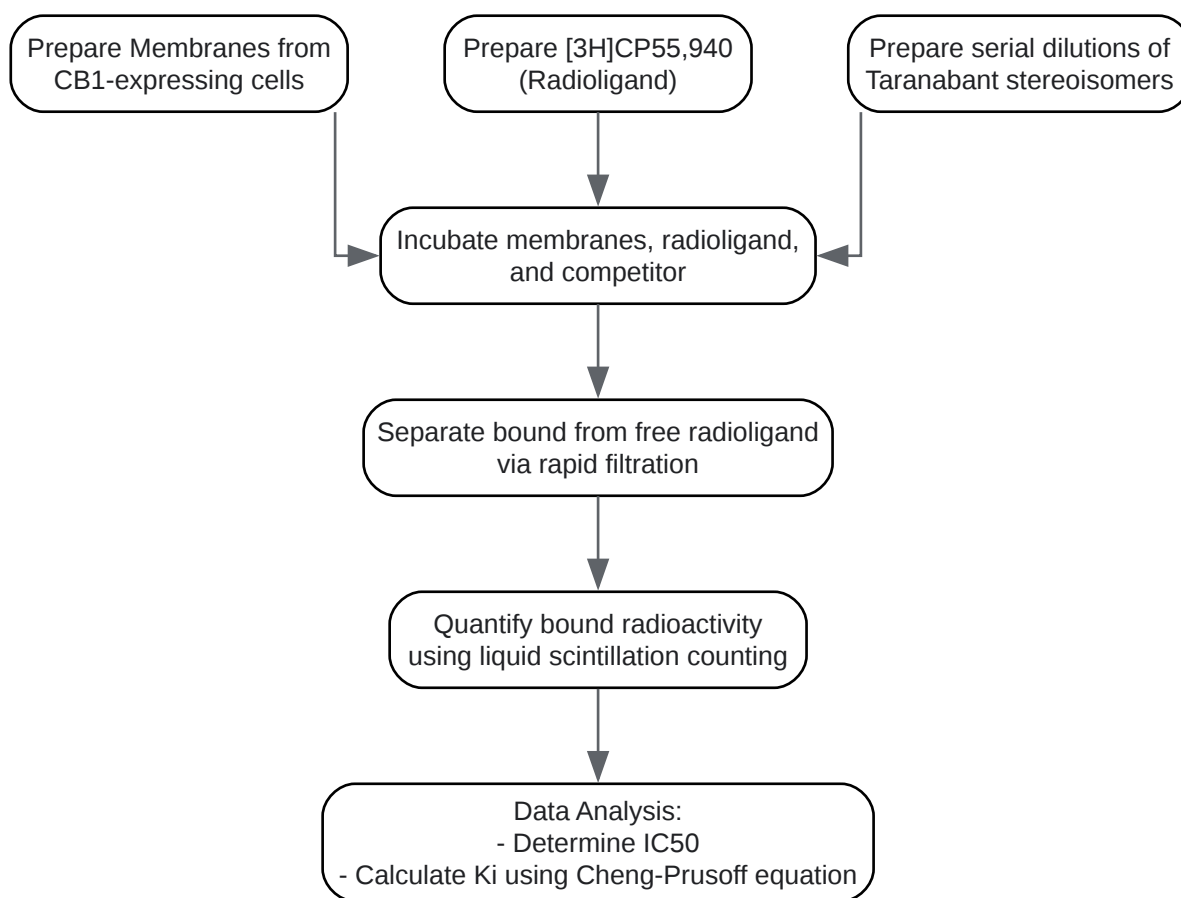 Prepare Membranes from
CB1-expressing cells
Prepare [3H]CP55,940
(Radioligand)
Prepare serial dilutions of
Taranabant stereoisomers
Incubate membranes, radioligand,
and competitor
Separate bound from free radioligand
via rapid filtration
Quantify bound radioactivity
using liquid scintillation counting
Data Analysis:
- Determine IC50
- Calculate Ki using Cheng-Prusoff equation